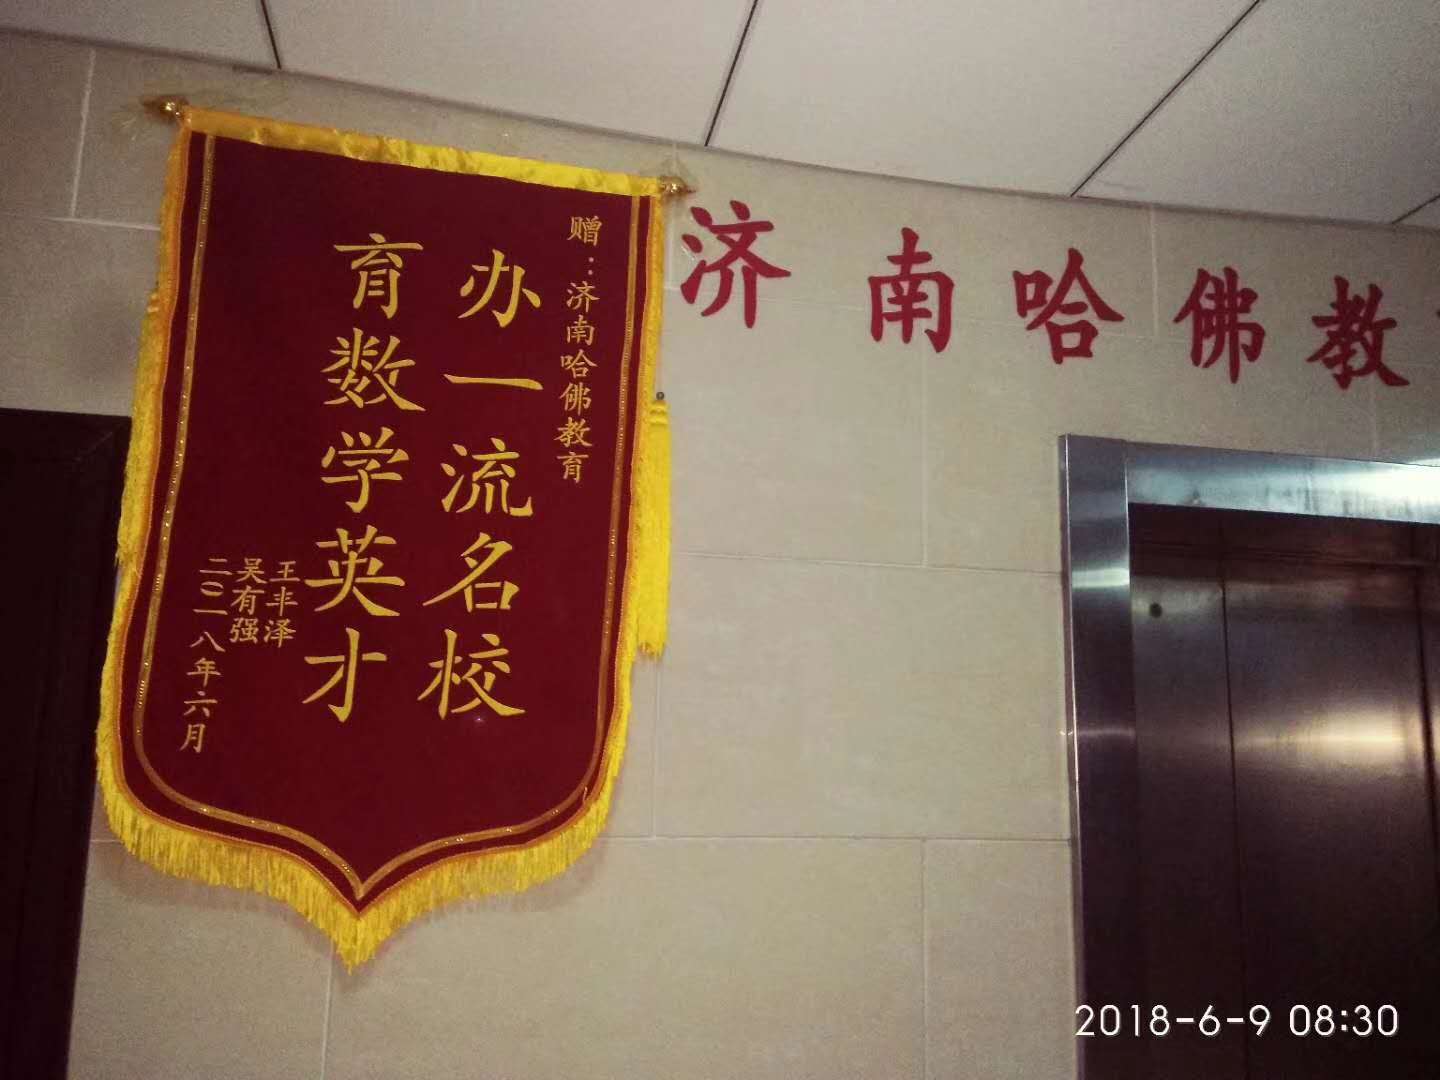 赠：济南哈佛教育
办一流名校
育数学英才
王丰泽
吴有强
二〇一八年六月
济南哈佛教
2018-6-9 08:30